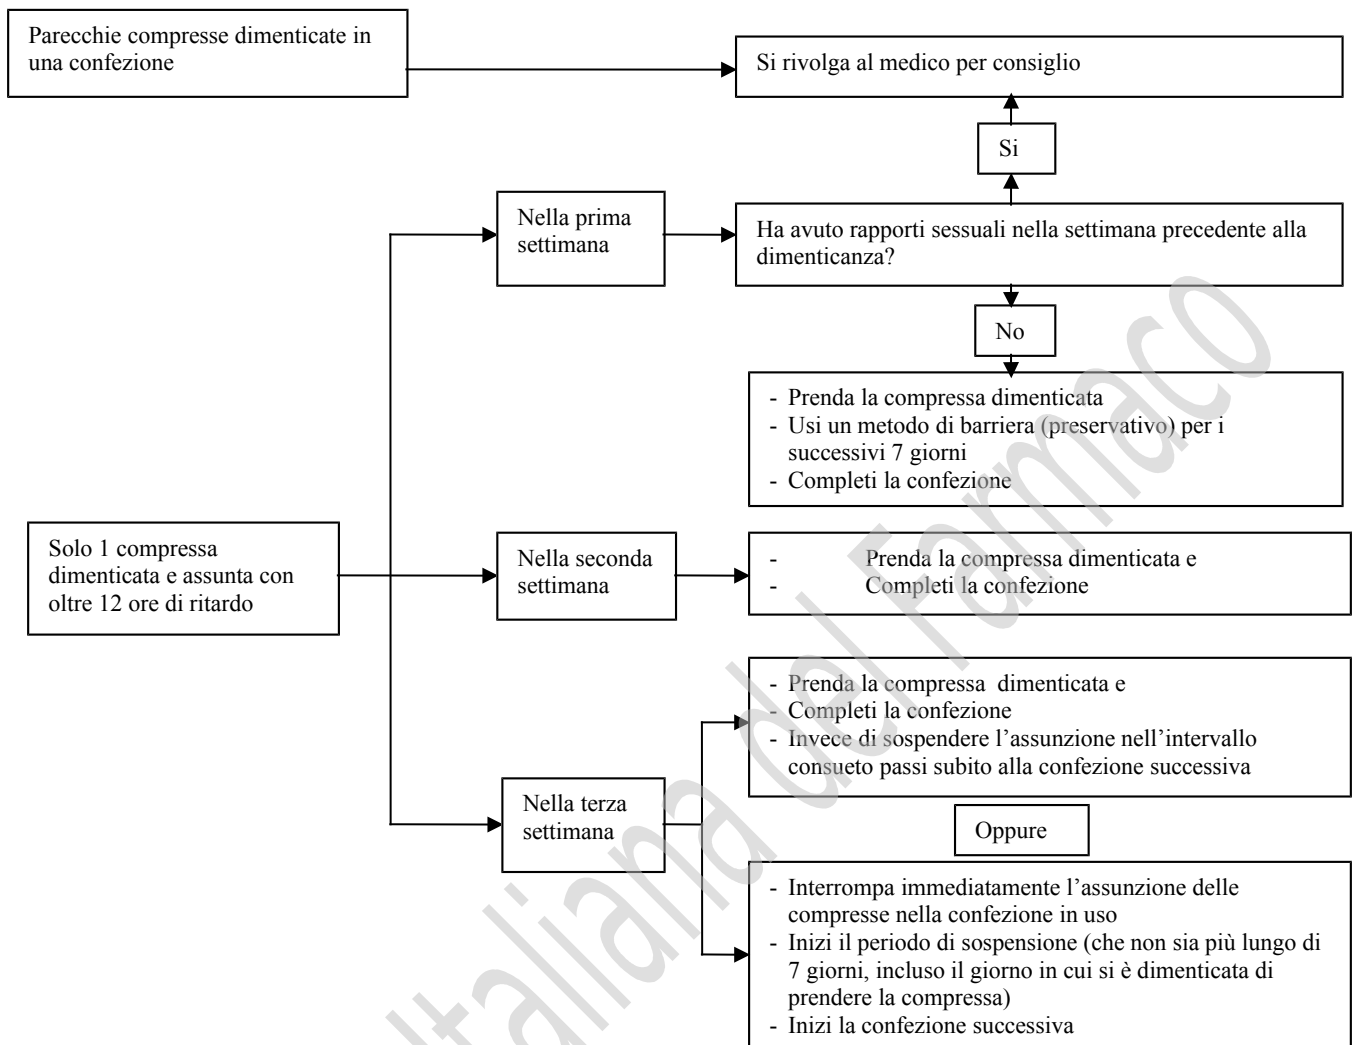 Parecchie compresse dimenticate in
una confezione
Si rivolga al medico per consiglio
Si
Nella prima
settimana
Ha avuto rapporti sessuali nella settimana precedente alla
dimenticanza?
No
- Prenda la compressa dimenticata
- Usi un metodo di barriera (preservativo) per i
successivi 7 giorni
- Completi la confezione
Solo 1 compressa
dimenticata e assunta con
oltre 12 ore di ritardo
Nella seconda
settimana
- Prenda la compressa dimenticata e
- Completi la confezione
- Prenda la compressa dimenticata e
- Completi la confezione
- Invece di sospendere l’assunzione nell’intervallo
consueto passi subito alla confezione successiva
Nella terza
settimana
Oppure
- Interrompa immediatamente l’assunzione delle
compresse nella confezione in uso
- Inizi il periodo di sospensione (che non sia più lungo di
7 giorni, incluso il giorno in cui si è dimenticata di
prendere la compressa)
- Inizi la confezione successiva
Italiana del Farmaco